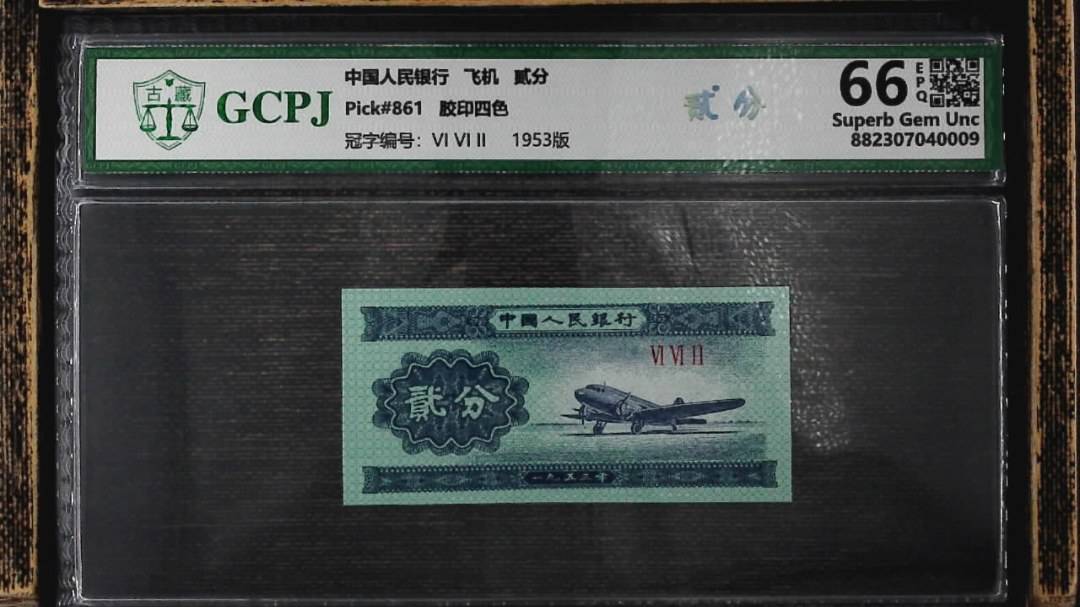 中国人民银行 飞机 贰分
Pick#861 胶印四色
冠字编号: VI VI II 1953版
古藏
GCPJ
贰分
66 EPQ
Superb Gem Unc
882307040009
中國人民銀行
VI VI II
貳分
一九五三年